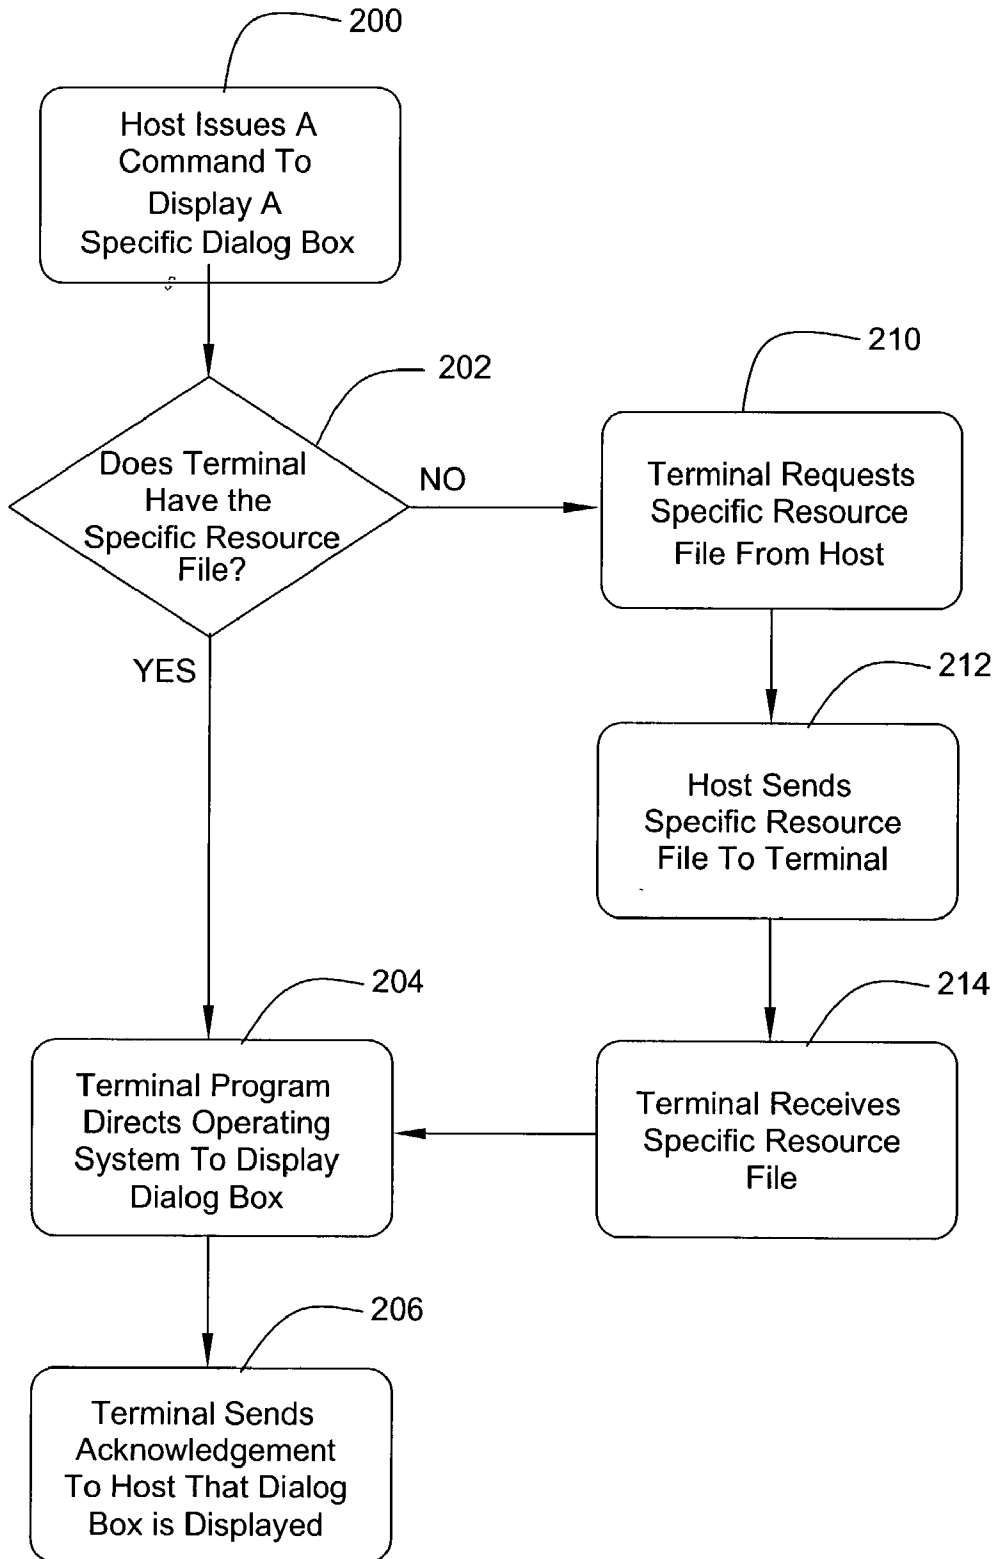 200
Host Issues A
Command To
Display A
Specific Dialog Box
202
Does Terminal
Have the
Specific Resource
File?
NO
YES
210
Terminal Requests
Specific Resource
File From Host
212
Host Sends
Specific Resource
File To Terminal
214
Terminal Receives
Specific Resource
File
204
Terminal Program
Directs Operating
System To Display
Dialog Box
206
Terminal Sends
Acknowledgement
To Host That Dialog
Box is Displayed